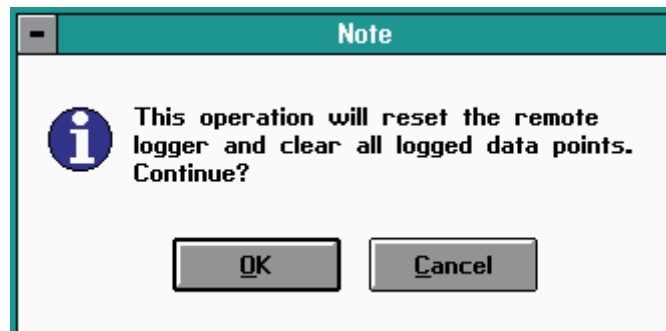 Note
This operation will reset the remote
logger and clear all logged data points.
Continue?
OK
Cancel